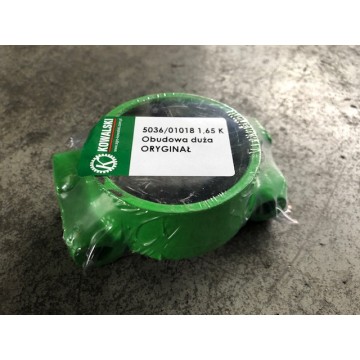 KOWALSKI
5036/01018 1,65 K
Obudowa duża
ORYGINAŁ